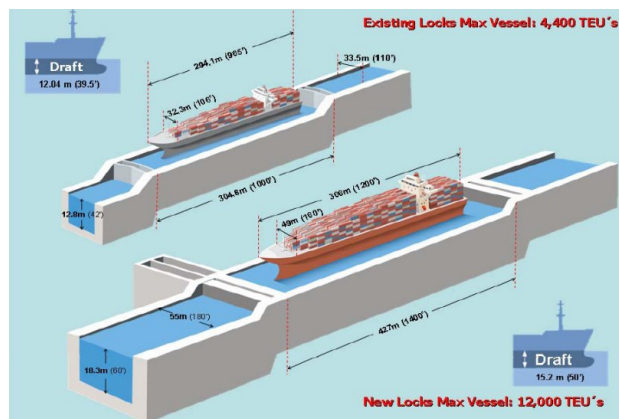 Existing Locks Max Vessel: 4,400 TEU´s
Draft
12.04 m (39.5')
294.1m (965')
33.5m (110')
32.3m (106')
304.8m (1000')
12.8m (42'
306m (1200')
49m (160')
55m (180')
427m (1400')
18.3m (60')
Draft
15.2 m (50')
New Locks Max Vessel: 12,000 TEU´s